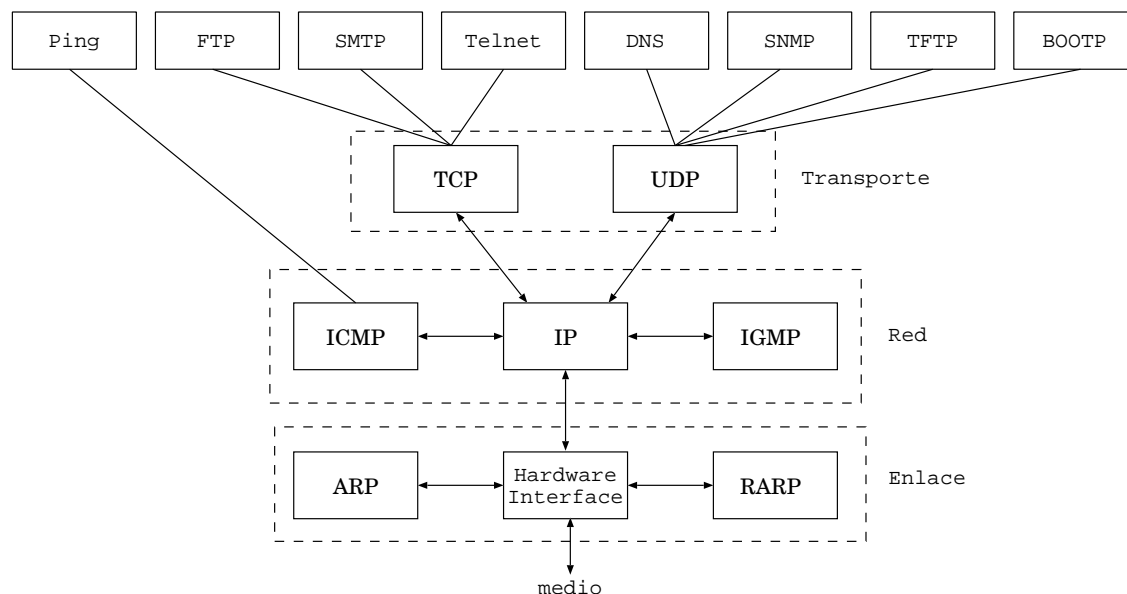 Ping
FTP
SMTP
Telnet
DNS
SNMP
TFTP
BOOTP
TCP
UDP
Transporte
ICMP
IP
IGMP
Red
ARP
Hardware
Interface
RARP
Enlace
medio